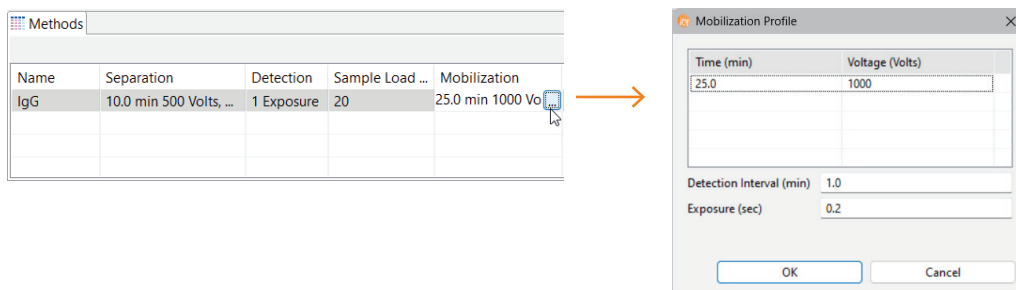 Methods
Name Separation Detection Sample Load ... Mobilization
IgG 10.0 min 500 Volts, ... 1 Exposure 20 25.0 min 1000 Vo ...
Mobilization Profile
Time (min) Voltage (Volts)
25.0 1000
Detection Interval (min) 1.0
Exposure (sec) 0.2
OK Cancel